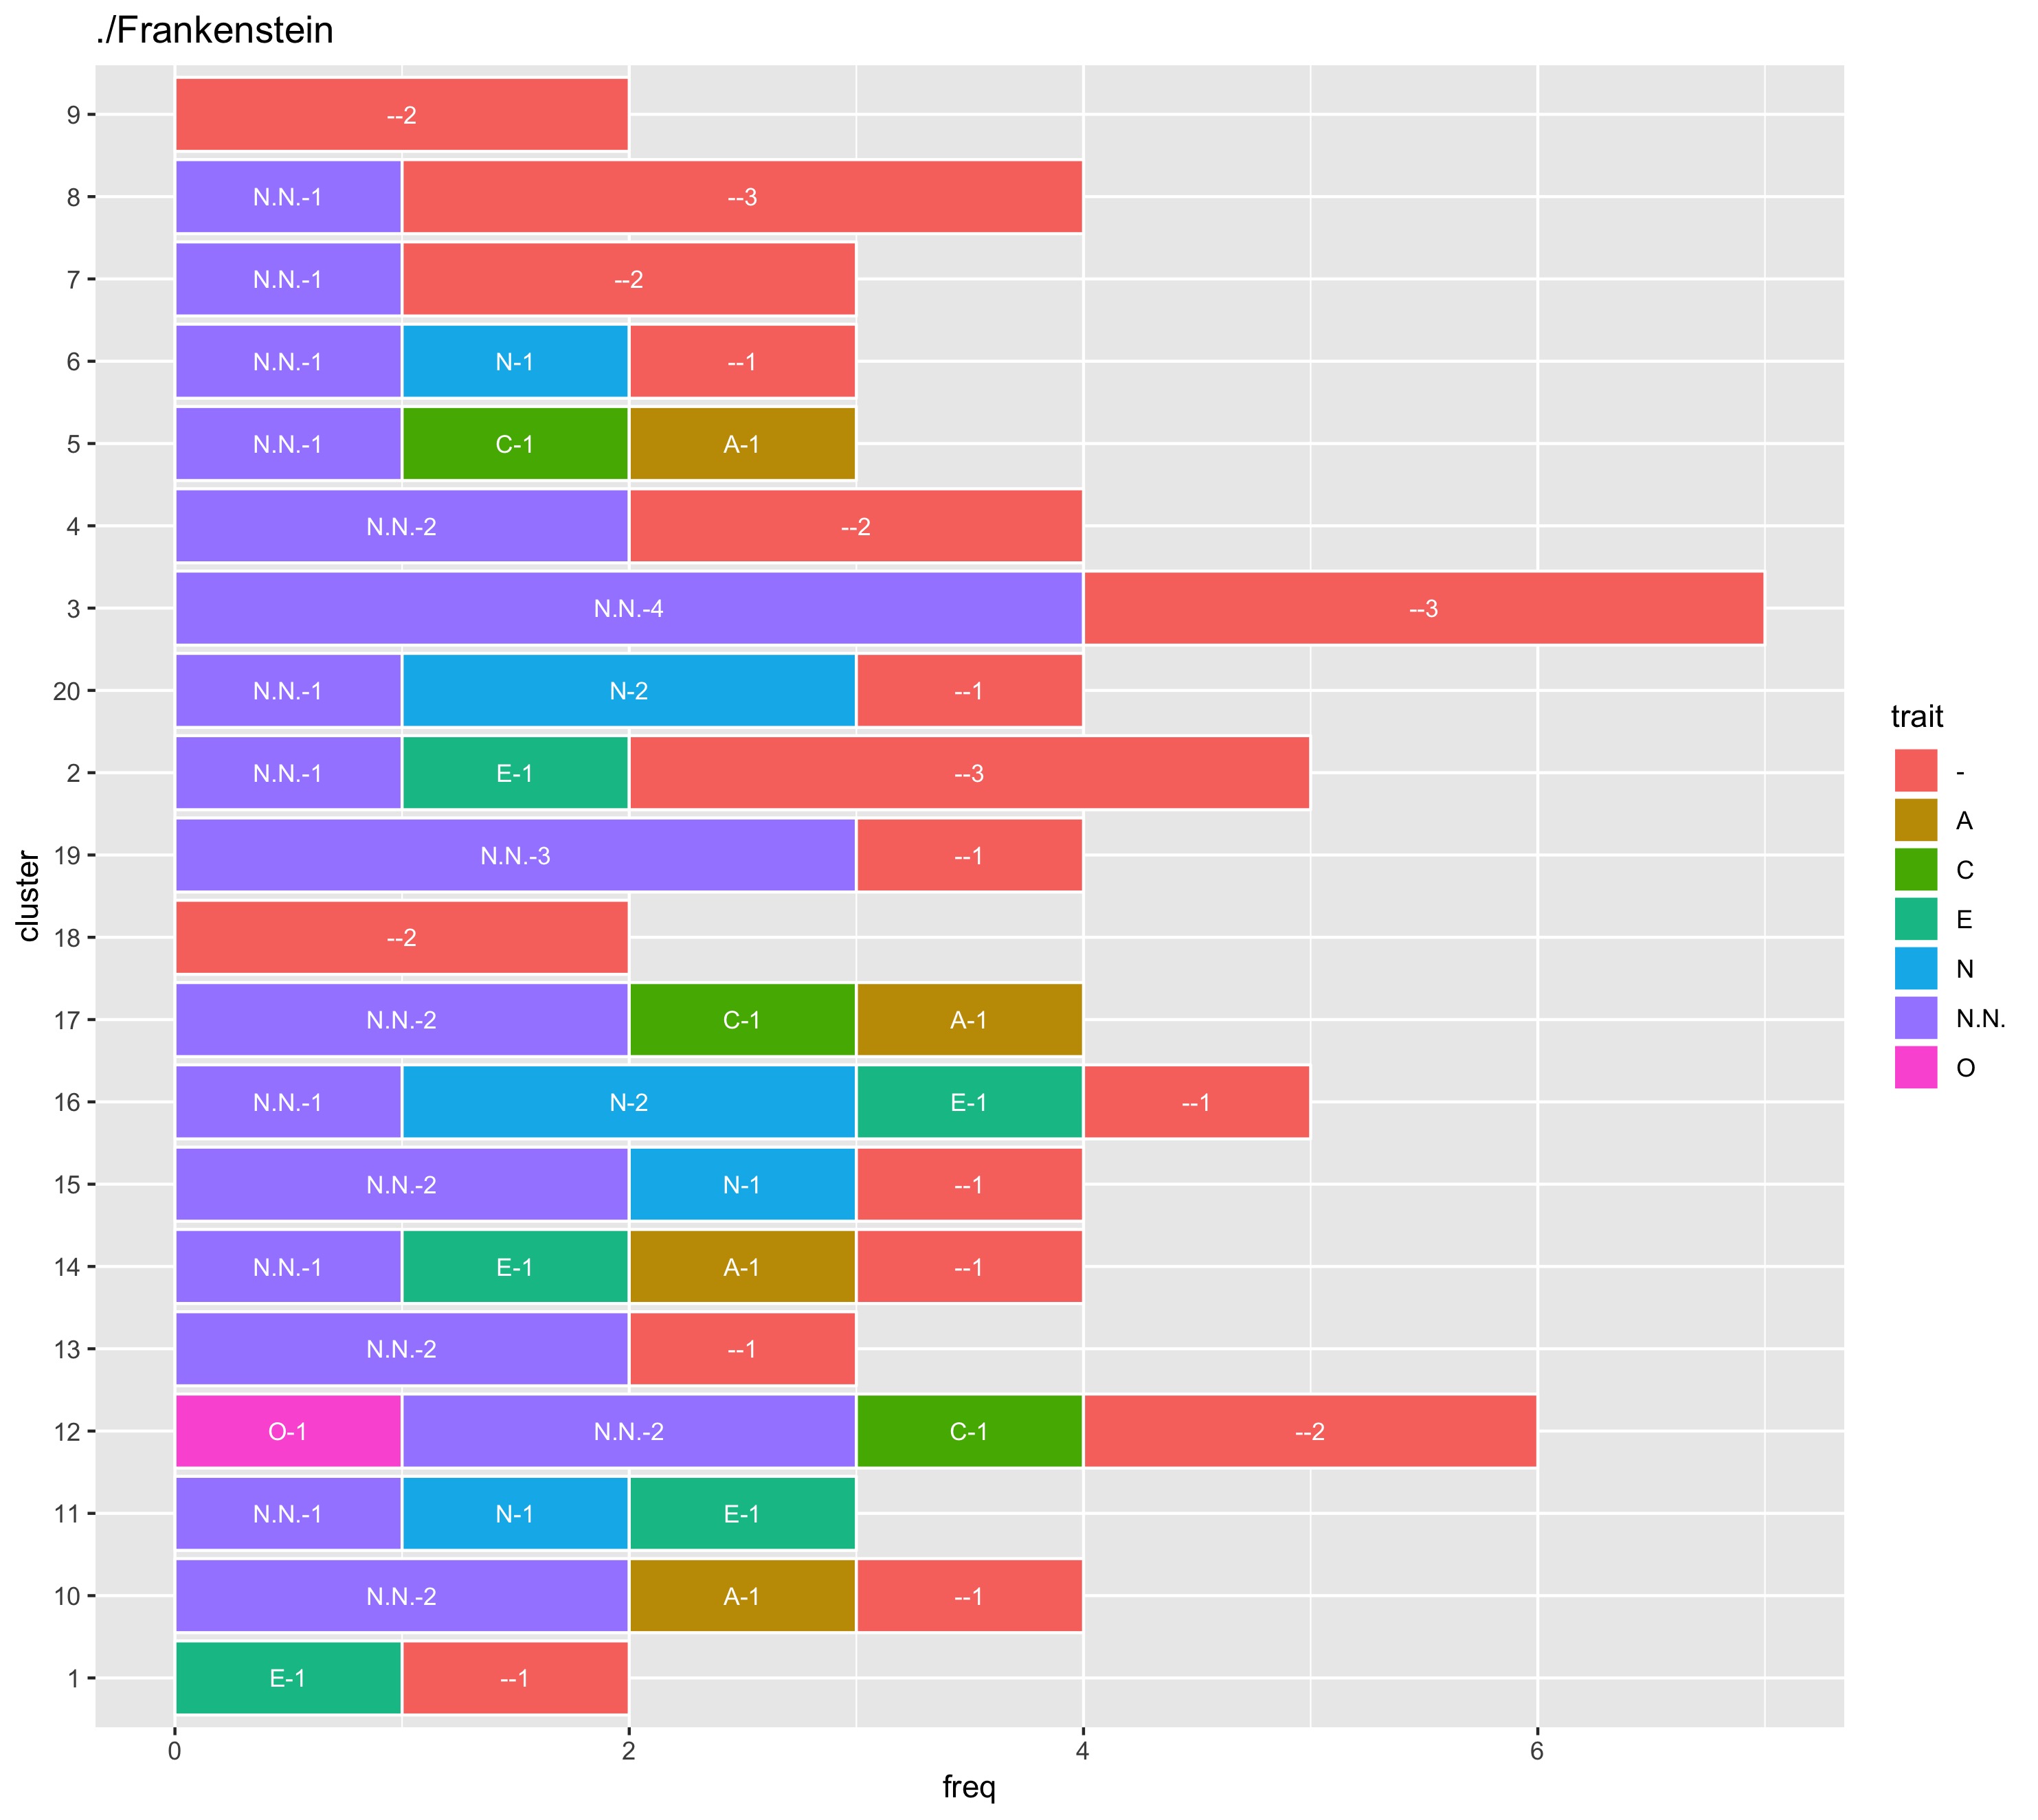 ./Frankenstein
9 --2
8 N.N.-1 --3
7 N.N.-1 --2
6 N.N.-1 N-1 --1
5 N.N.-1 C-1 A-1
4 N.N.-2 --2
3 N.N.-4 --3
20 N.N.-1 N-2 --1
2 N.N.-1 E-1 --3
19 N.N.-3 --1
18 --2
17 N.N.-2 C-1 A-1
16 N.N.-1 N-2 E-1 --1
15 N.N.-2 N-1 --1
14 N.N.-1 E-1 A-1 --1
13 N.N.-2 --1
12 O-1 N.N.-2 C-1 --2
11 N.N.-1 N-1 E-1
10 N.N.-2 A-1 --1
1 E-1 --1
0 2 4 6
freq
cluster
trait
-
A
C
E
N
N.N.
O